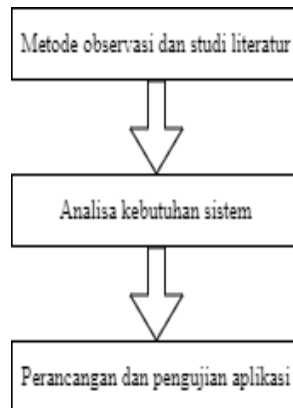 Metode observasi dan studi literatur
Analisa kebutuhan sistem
Perancangan dan pengujian aplikasi